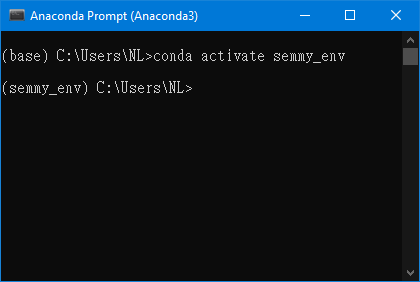 Anaconda Prompt (Anaconda3)
(base) C:\Users\NL>conda activate semmy_env
(semmy_env) C:\Users\NL>